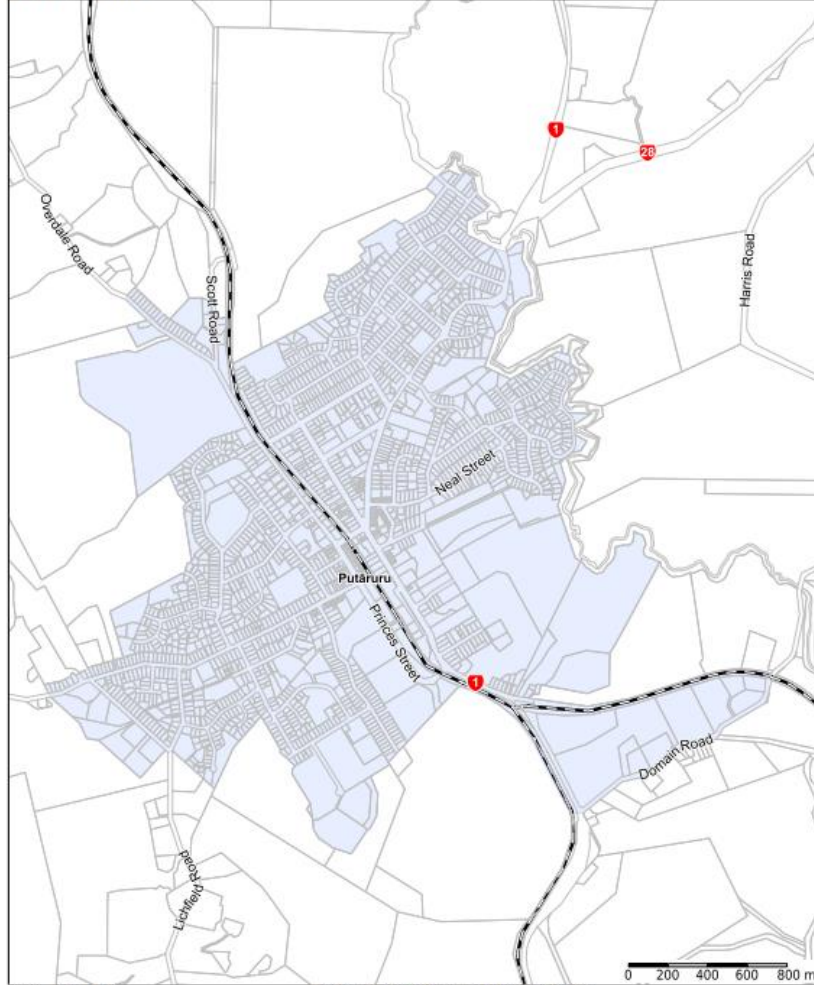 1
28
Overdale Road
Harris Road
Scott Road
Neal Street
Putāruru
Princes Street
1
Domain Road
Lichfield Road
0 200 400 600 800 m